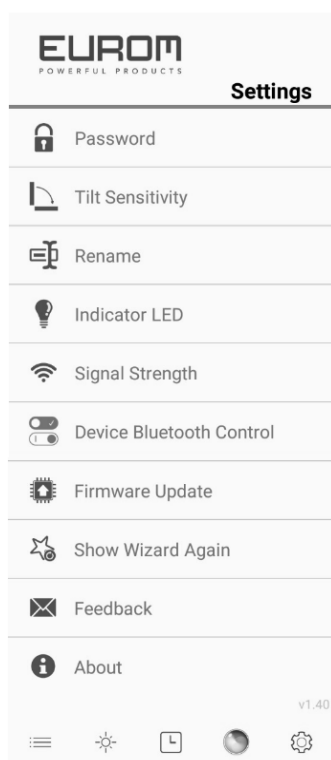 EUROM
POWERFUL PRODUCTS
Settings
Password
Tilt Sensitivity
Rename
Indicator LED
Signal Strength
Device Bluetooth Control
Firmware Update
Show Wizard Again
Feedback
About
v1.40